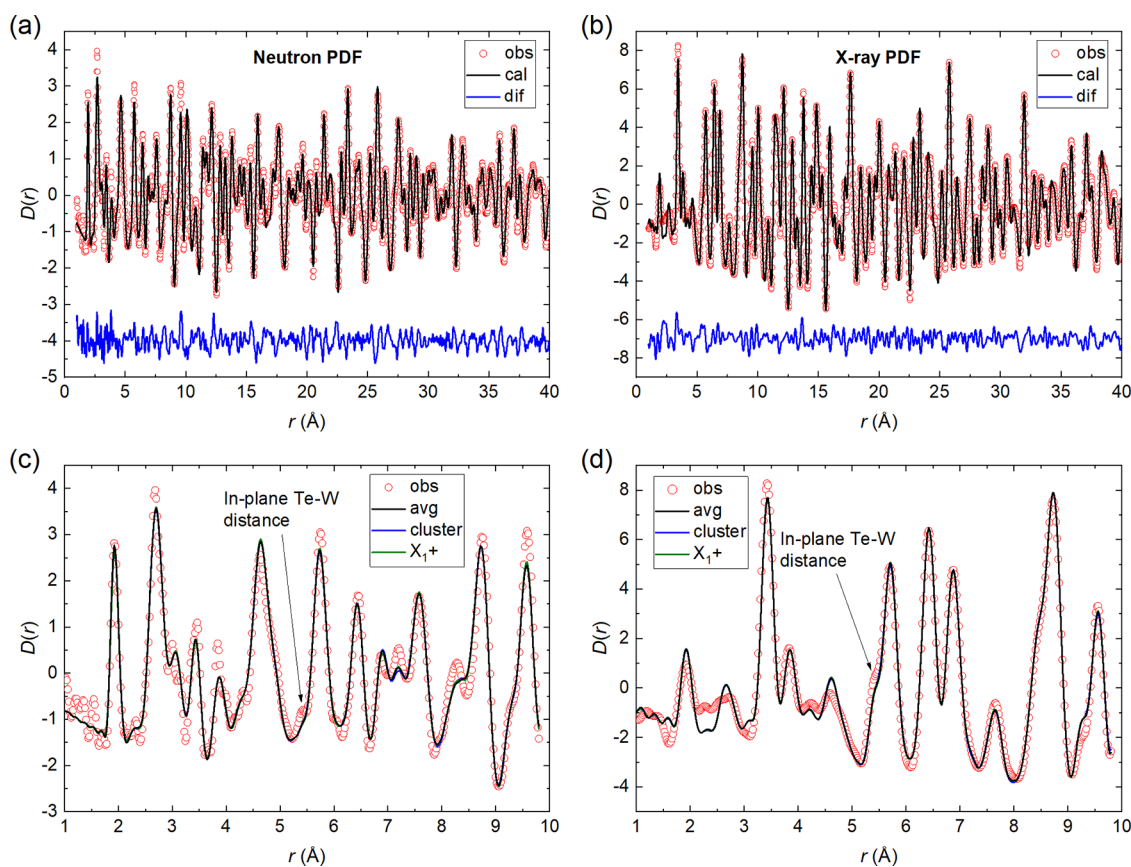 (a)
Neutron PDF
obs
cal
dif
D(r)
4
3
2
1
0
-1
-2
-3
-4
-5
0 5 10 15 20 25 30 35 40
r (Å)
(b)
X-ray PDF
obs
cal
dif
D(r)
8
6
4
2
0
-2
-4
-6
-8
0 5 10 15 20 25 30 35 40
r (Å)
(c)
obs
avg
cluster
X₁+
In-plane Te-W
distance
D(r)
4
3
2
1
0
-1
-2
-3
1 2 3 4 5 6 7 8 9 10
r (Å)
(d)
obs
avg
cluster
X₁+
In-plane Te-W
distance
D(r)
8
6
4
2
0
-2
-4
1 2 3 4 5 6 7 8 9 10
r (Å)